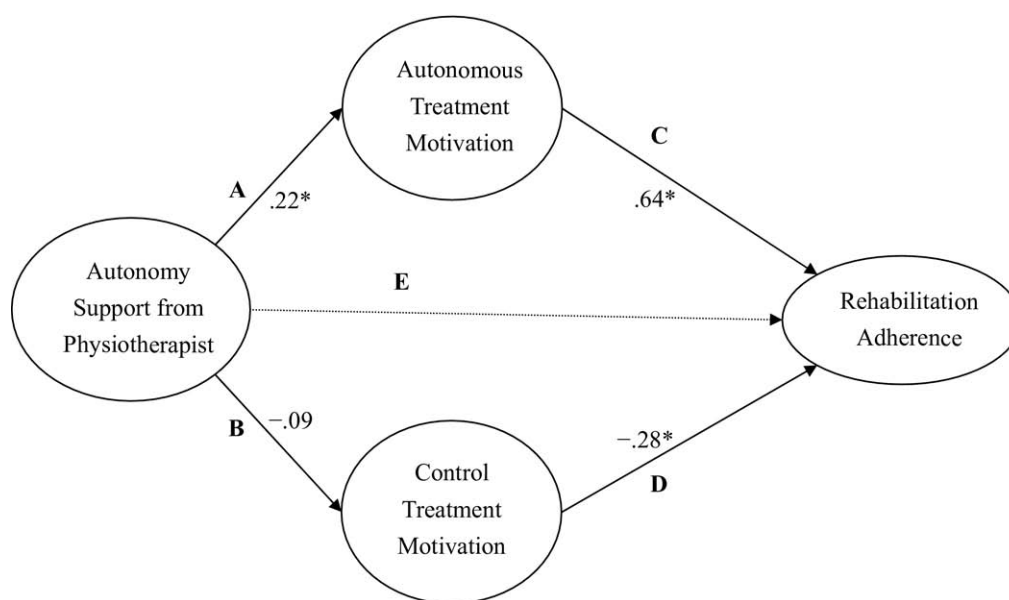 Autonomous
Treatment
Motivation
C
A
.22*
.64*
Autonomy
Support from
Physiotherapist
E
Rehabilitation
Adherence
B
−.09
−.28*
D
Control
Treatment
Motivation